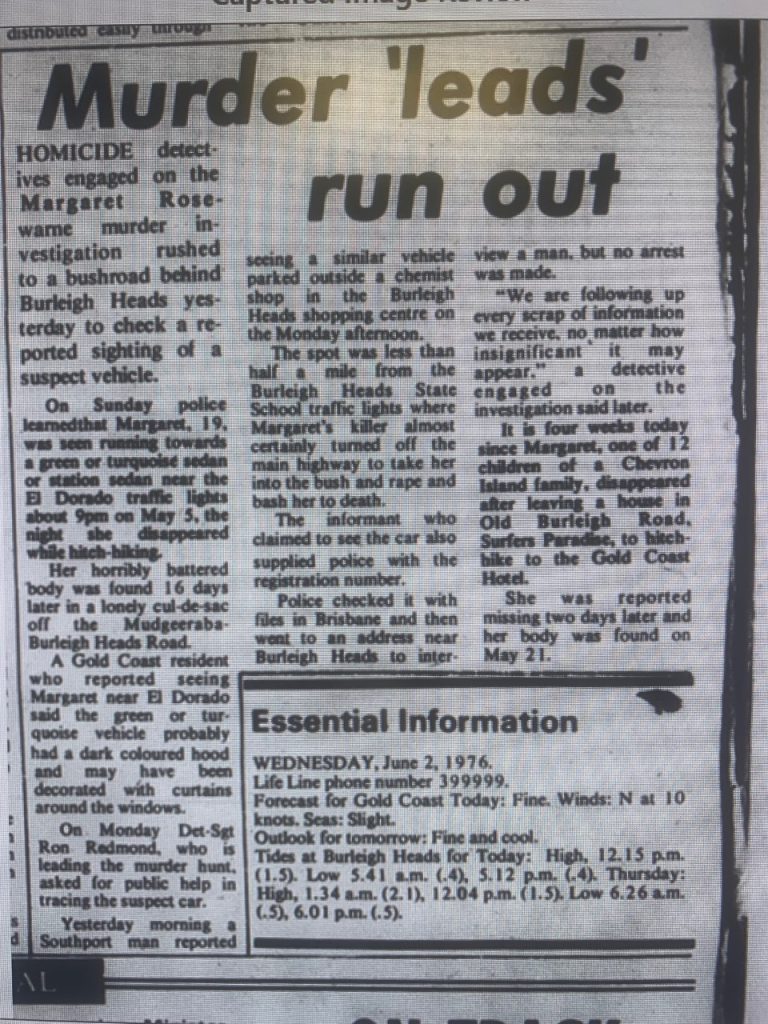 distributed easily through
Murder 'leads'
run out
HOMICIDE detect-
ives engaged on the
Margaret Rose-
warne murder in-
vestigation rushed
to a bushroad behind
Burleigh Heads yes-
terday to check a re-
ported sighting of a
suspect vehicle.
On Sunday police
learnedthat Margaret, 19,
was seen running towards
a green or turquoise sedan
or station sedan near the
El Dorado traffic lights
about 9pm on May 5, the
night she disappeared
while hitch-hiking.
Her horribly battered
body was found 16 days
later in a lonely cul-de-sac
off the Mudgeeraba-
Burleigh Heads Road.
A Gold Coast resident
who reported seeing
Margaret near El Dorado
said the green or tur-
quoise vehicle probably
had a dark coloured hood
and may have been
decorated with curtains
around the windows.
On Monday Det-Sgt
Ron Redmond, who is
leading the murder hunt,
asked for public help in
tracing the suspect car.
Yesterday morning a
Southport man reported
seeing a similar vehicle
parked outside a chemist
shop in the Burleigh
Heads shopping centre on
the Monday afternoon.
The spot was less than
half a mile from the
Burleigh Heads State
School traffic lights where
Margaret's killer almost
certainly turned off the
main highway to take her
into the bush and rape and
bash her to death.
The informant who
claimed to see the car also
supplied police with the
registration number.
Police checked it with
files in Brisbane and then
went to an address near
Burleigh Heads to inter-
view a man, but no arrest
was made.
"We are following up
every scrap of information
we receive, no matter how
insignificant it may
appear," a detective
engaged on the
investigation said later.
It is four weeks today
since Margaret, one of 12
children of a Chevron
Island family, disappeared
after leaving a house in
Old Burleigh Road,
Surfers Paradise, to hitch-
hike to the Gold Coast
Hotel.
She was reported
missing two days later and
her body was found on
May 21.
Essential Information
WEDNESDAY, June 2, 1976.
Life Line phone number 399999.
Forecast for Gold Coast Today: Fine. Winds: N at 10
knots. Seas: Slight.
Outlook for tomorrow: Fine and cool.
Tides at Burleigh Heads for Today: High, 12.15 p.m.
(1.5). Low 5.41 a.m. (.4), 5.12 p.m. (.4). Thursday:
High, 1.34 a.m. (2.1), 12.04 p.m. (1.5). Low 6.26 a.m.
(.5), 6.01 p.m. (.5).
AL